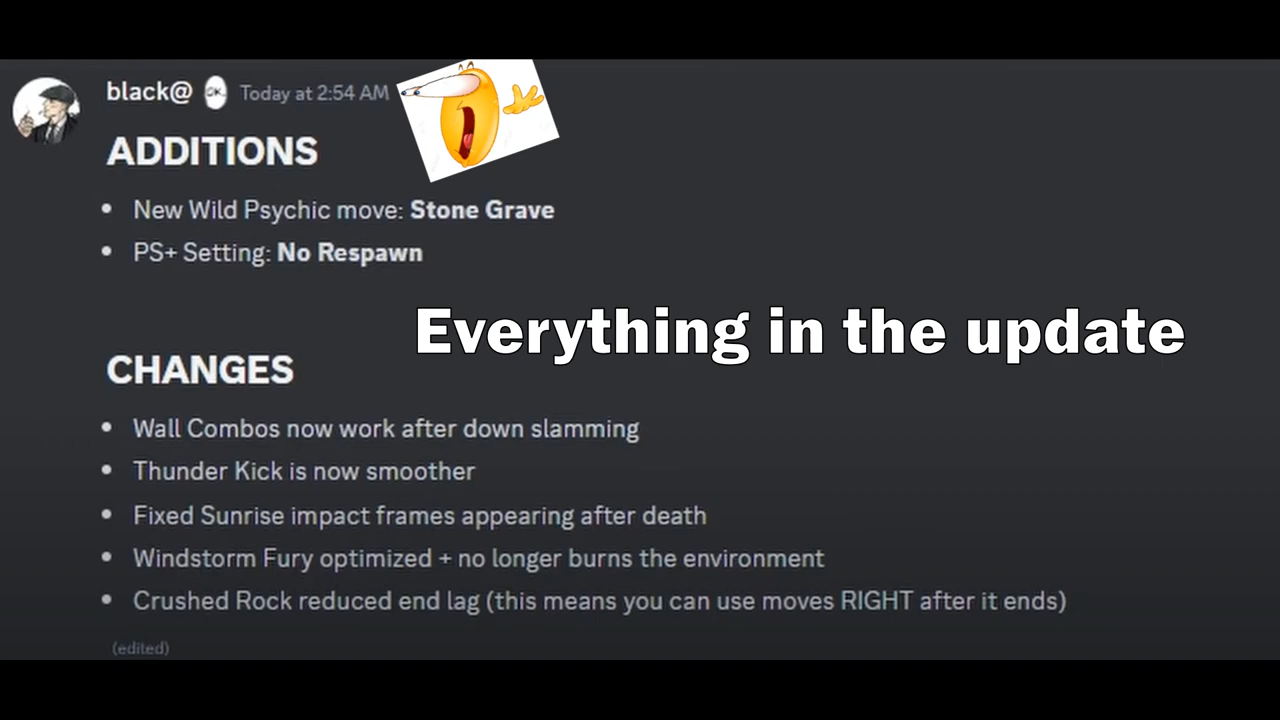 black@ OK. Today at 2:54 AM
ADDITIONS
• New Wild Psychic move: Stone Grave
• PS+ Setting: No Respawn
Everything in the update
CHANGES
• Wall Combos now work after down slamming
• Thunder Kick is now smoother
• Fixed Sunrise impact frames appearing after death
• Windstorm Fury optimized + no longer burns the environment
• Crushed Rock reduced end lag (this means you can use moves RIGHT after it ends)
(edited)